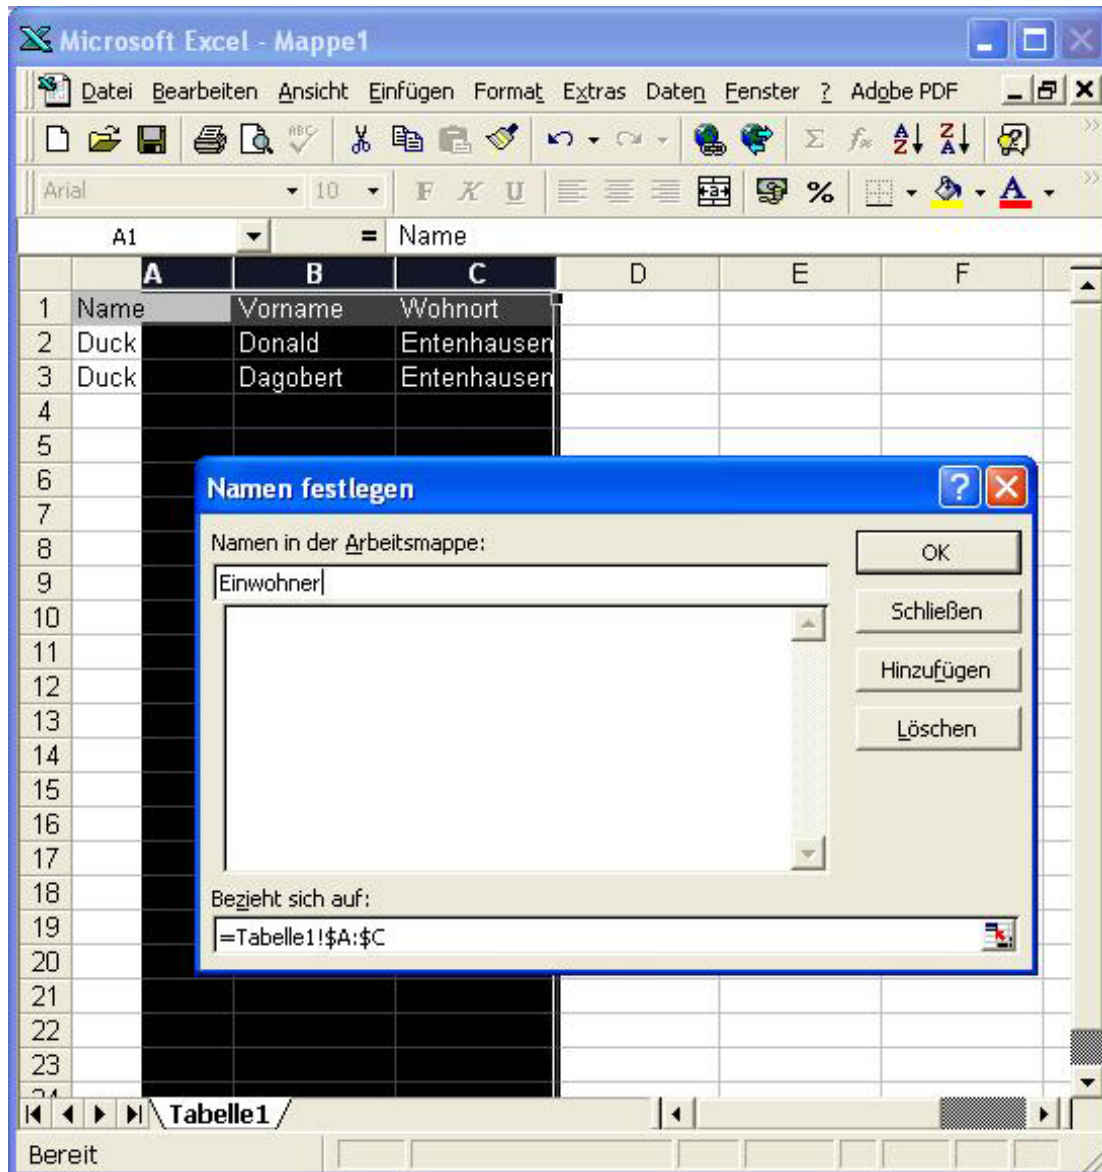 Microsoft Excel - Mappe1
Datei Bearbeiten Ansicht Einfügen Format Extras Daten Fenster ? Adobe PDF
Arial 10 F K U %
A1 = Name
A B C D E F
1 Name Vorname Wohnort
2 Duck Donald Entenhausen
3 Duck Dagobert Entenhausen
4
5
6
7
8
9
10
11
12
13
14
15
16
17
18
19
20
21
22
23
24
Namen festlegen
Namen in der Arbeitsmappe:
Einwohner
OK
Schließen
Hinzufügen
Löschen
Bezieht sich auf:
=Tabelle1!$A:$C
Tabelle1
Bereit